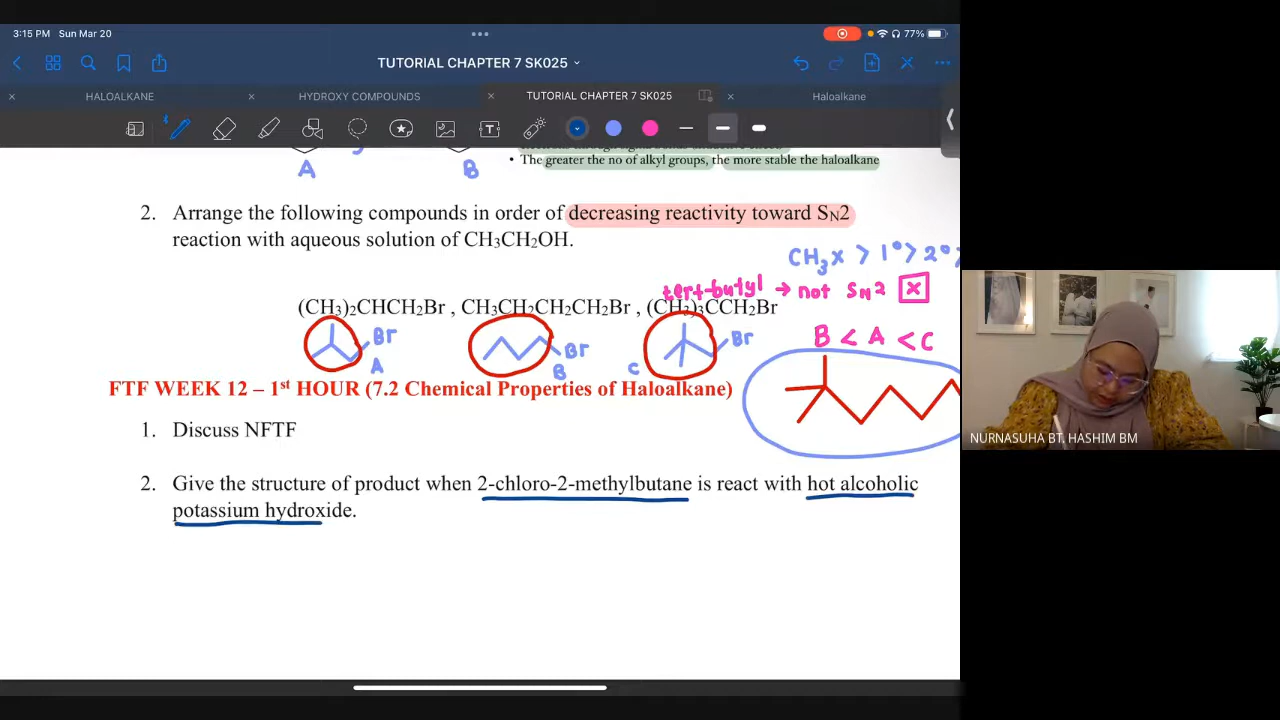 3:15 PM Sun Mar 20
77%
TUTORIAL CHAPTER 7 SK025
HALOALKANE
HYDROXY COMPOUNDS
TUTORIAL CHAPTER 7 SK025
Haloalkane
A
B
• The greater the no of alkyl groups, the more stable the haloalkane
2. Arrange the following compounds in order of decreasing reactivity toward SN2
reaction with aqueous solution of CH3CH2OH.
CH3X > 1° > 2° >
tert-butyl → not SN2 x
(CH3)2CHCH2Br , CH3CH2CH2CH2Br , (CH3)3CCH2Br
Br
A
Br
B
Br
C
B < A < C
FTF WEEK 12 – 1st HOUR (7.2 Chemical Properties of Haloalkane)
1. Discuss NFTF
2. Give the structure of product when 2-chloro-2-methylbutane is react with hot alcoholic
potassium hydroxide.
NURNASUHA BT. HASHIM BM